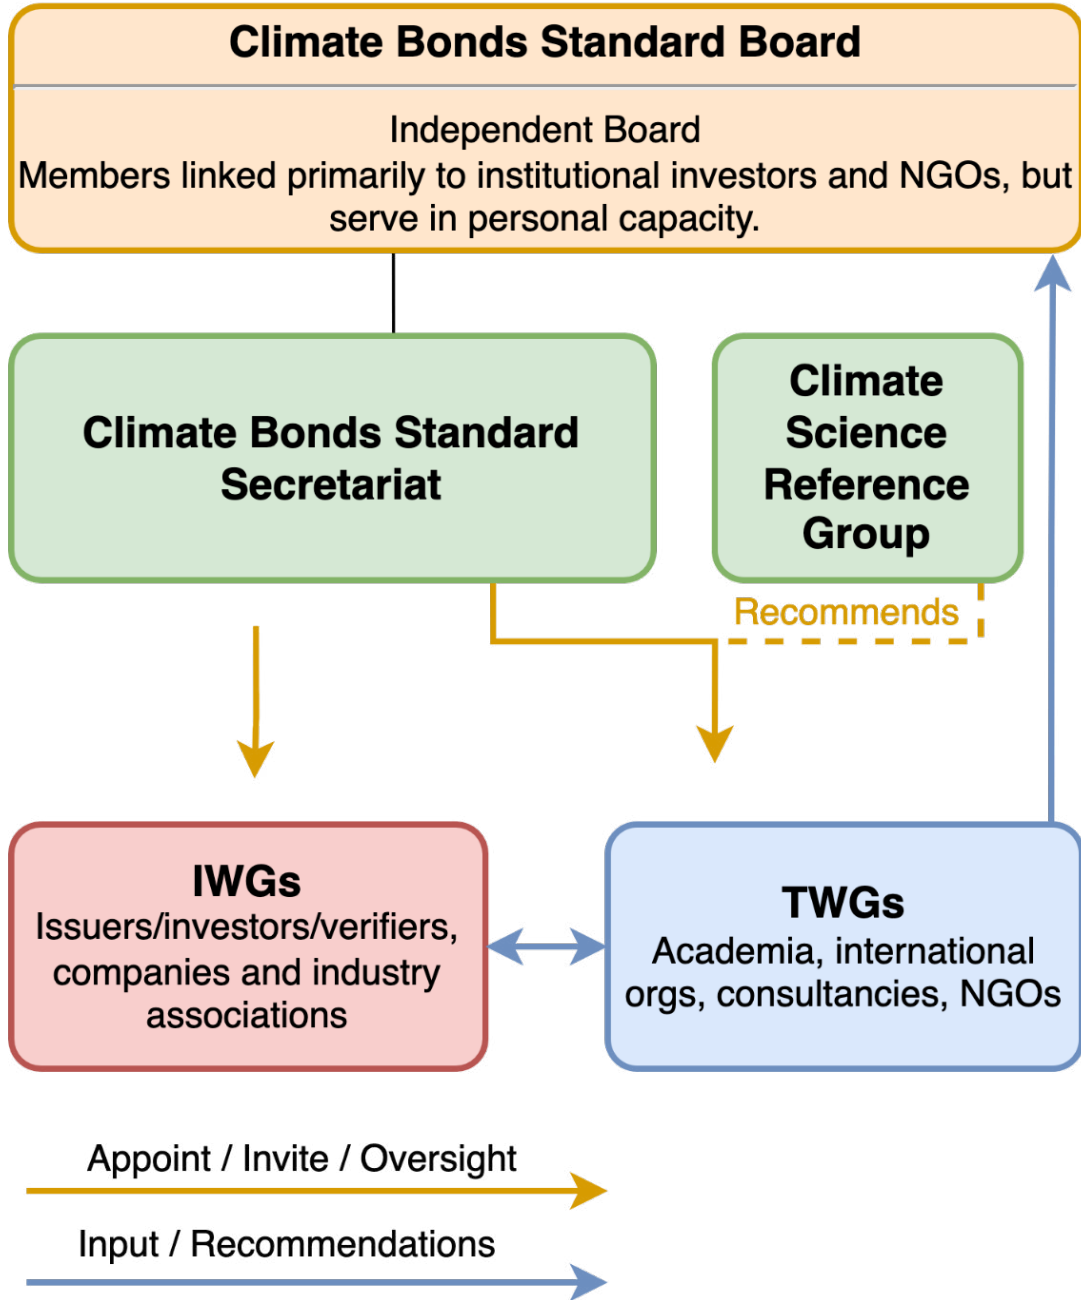 Climate Bonds Standard Board
Independent Board
Members linked primarily to institutional investors and NGOs, but
serve in personal capacity.
Climate Bonds Standard
Secretariat
Climate
Science
Reference
Group
Recommends
IWGs
Issuers/investors/verifiers,
companies and industry
associations
TWGs
Academia, international
orgs, consultancies, NGOs
Appoint / Invite / Oversight
Input / Recommendations